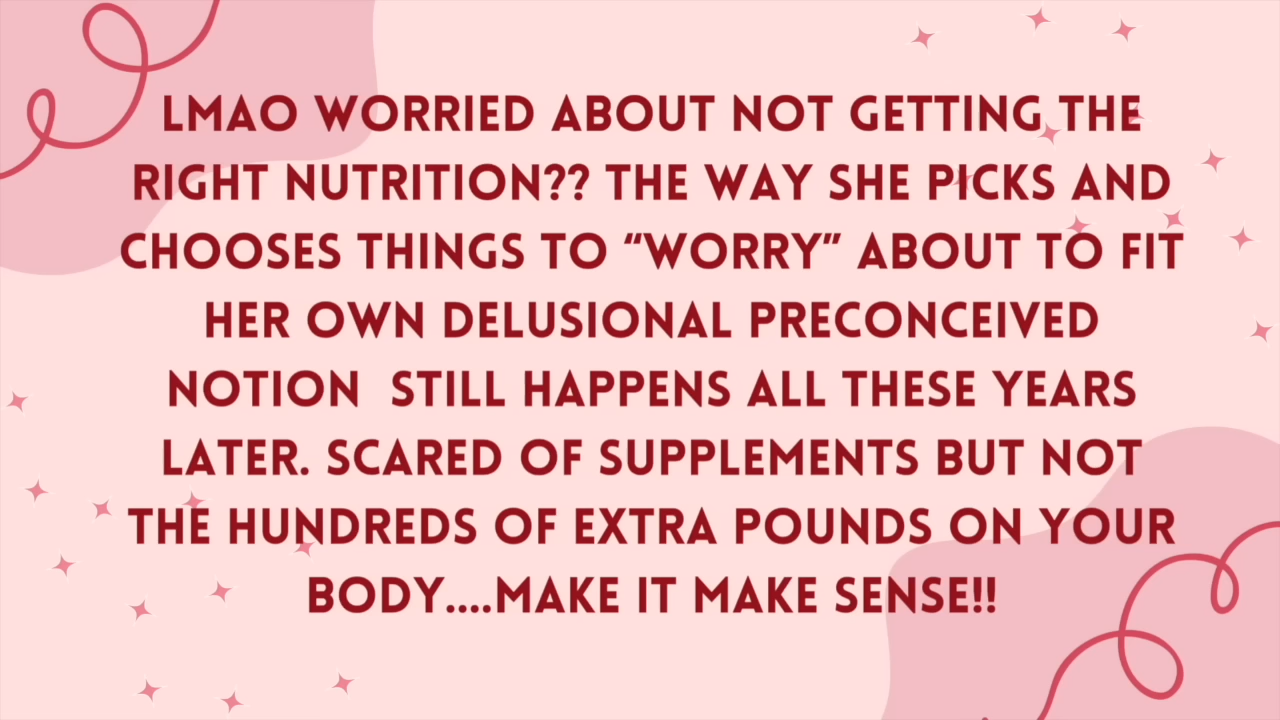 LMAO WORRIED ABOUT NOT GETTING THE
RIGHT NUTRITION?? THE WAY SHE PICKS AND
CHOOSES THINGS TO “WORRY” ABOUT TO FIT
HER OWN DELUSIONAL PRECONCEIVED
NOTION  STILL HAPPENS ALL THESE YEARS
LATER. SCARED OF SUPPLEMENTS BUT NOT
THE HUNDREDS OF EXTRA POUNDS ON YOUR
BODY....MAKE IT MAKE SENSE!!